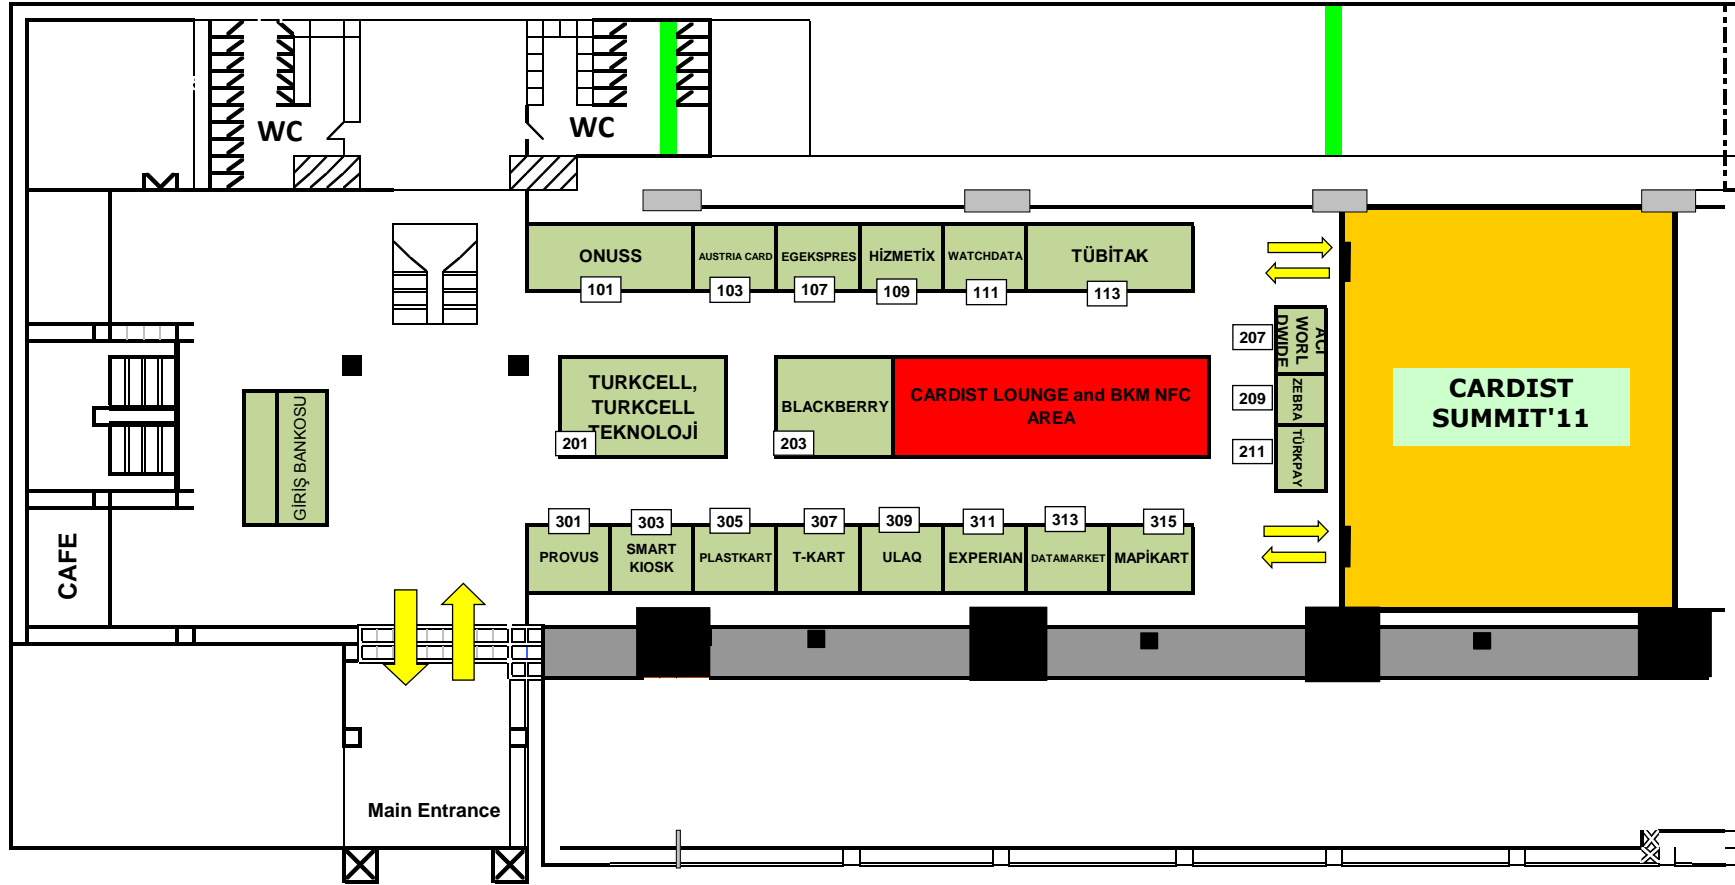 WC
WC
ONUSS
101
AUSTRIA CARD
103
EGEKSPRES
107
HİZMETİX
109
WATCHDATA
111
TÜBİTAK
113
TURKCELL,
TURKCELL
TEKNOLOJİ
201
BLACKBERRY
203
CARDIST LOUNGE and BKM NFC
AREA
207
ACI
WORL
DWIDE
209
ZEBRA
211
TÜRKPAY
CARDIST
SUMMIT'11
GİRİŞ BANKOSU
CAFE
301
PROVUS
303
SMART
KIOSK
305
PLASTKART
307
T-KART
309
ULAQ
311
EXPERIAN
313
DATAMARKET
315
MAPİKART
Main Entrance